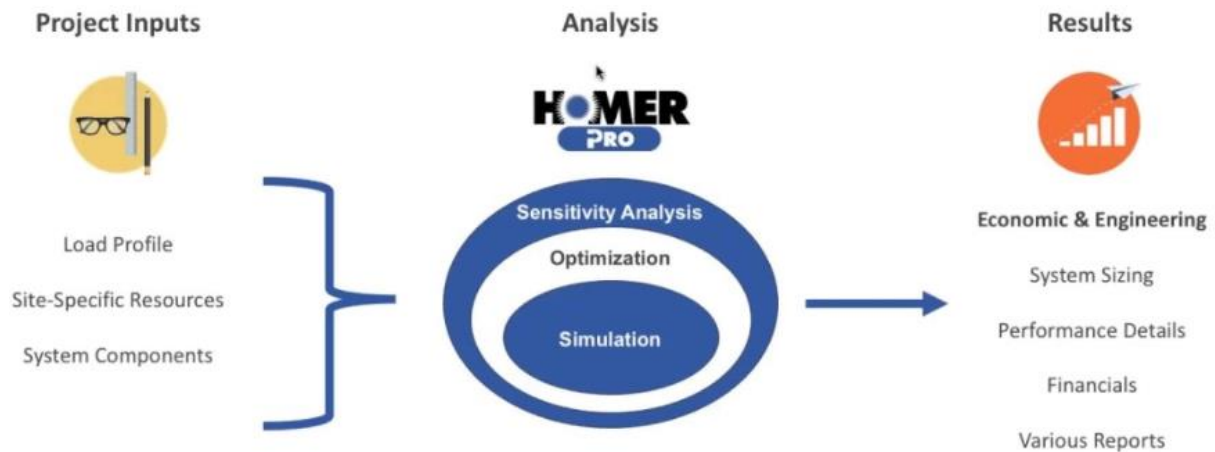 Project Inputs
Load Profile
Site-Specific Resources
System Components
Analysis
HOMER
PRO
Sensitivity Analysis
Optimization
Simulation
Results
Economic & Engineering
System Sizing
Performance Details
Financials
Various Reports